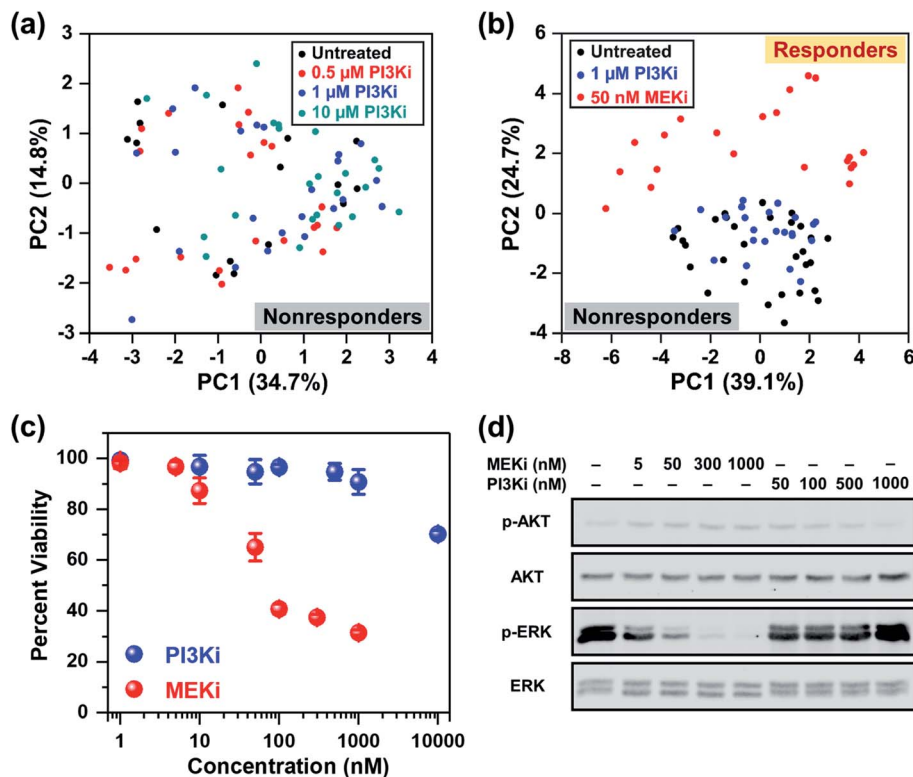 (a)
3
2
1
0
-1
-2
-3
PC2 (14.8%)
Untreated
0.5 μM PI3Ki
1 μM PI3Ki
10 μM PI3Ki
Nonresponders
-4 -3 -2 -1 0 1 2 3 4
PC1 (34.7%)
(b)
6
4
2
0
-2
-4
PC2 (24.7%)
Untreated
1 μM PI3Ki
50 nM MEKi
Responders
Nonresponders
-8 -6 -4 -2 0 2 4 6
PC1 (39.1%)
(c)
100
80
60
40
20
0
Percent Viability
PI3Ki
MEKi
1 10 100 1000 10000
Concentration (nM)
(d)
MEKi (nM) – 5 50 300 1000 – – – –
PI3Ki (nM) – – – – – 50 100 500 1000
p-AKT
AKT
p-ERK
ERK